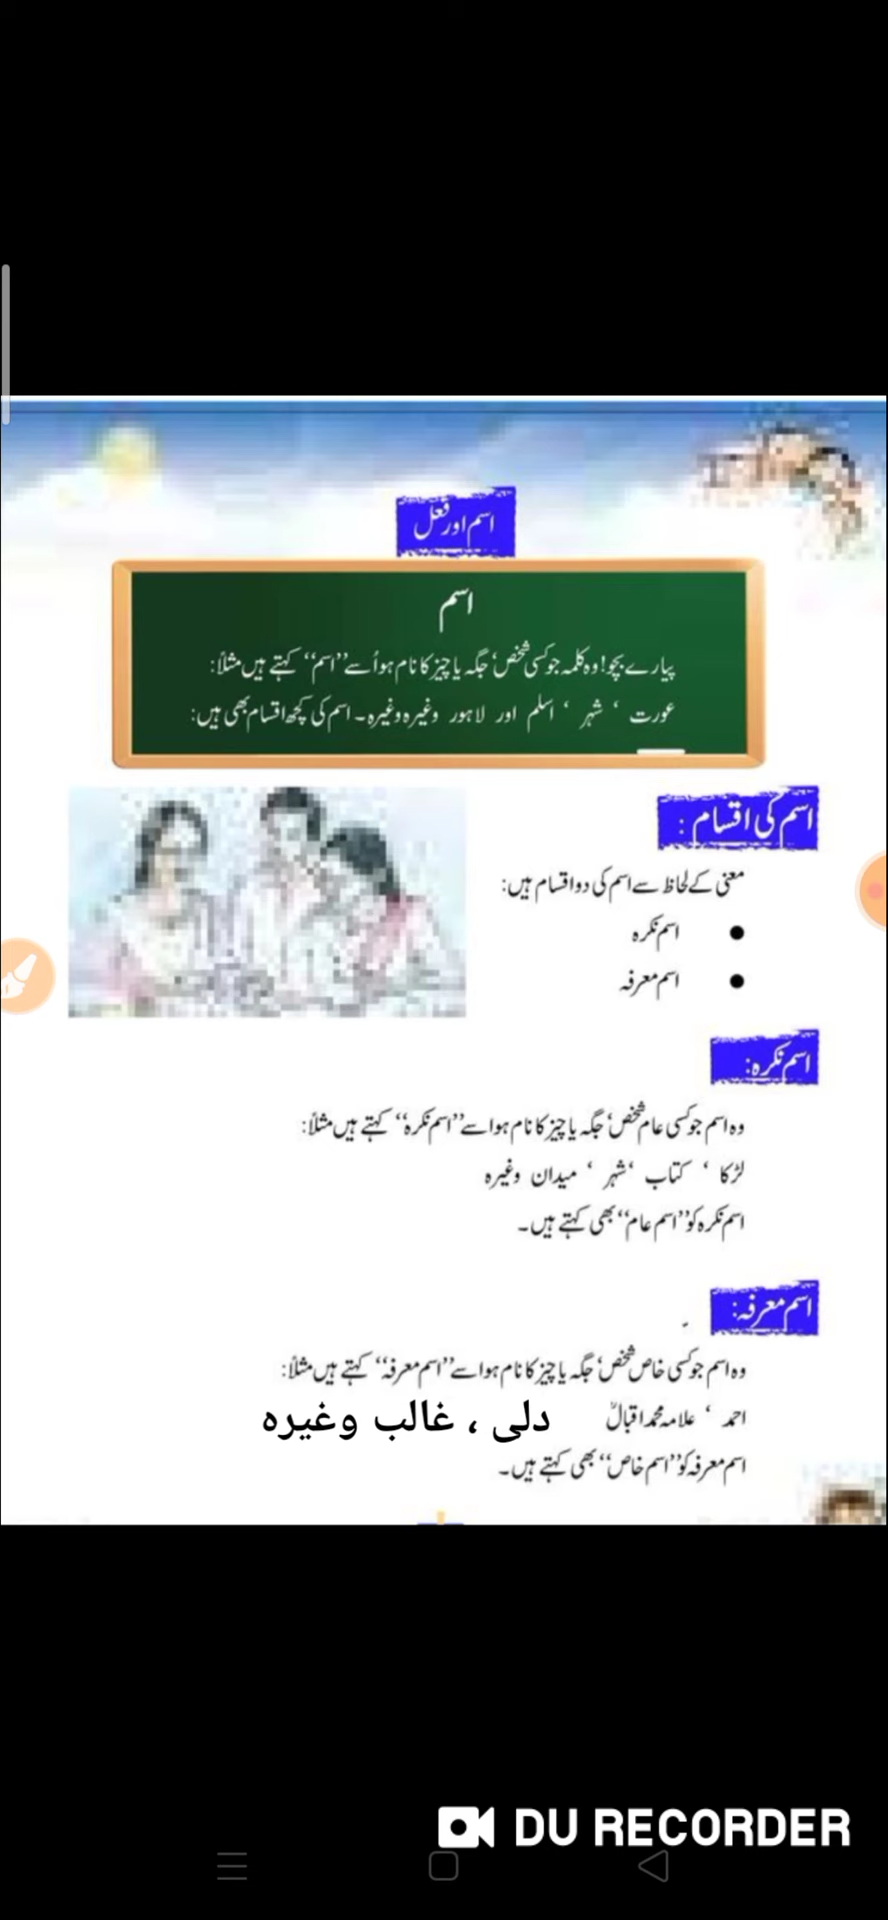 اسم اور فعل
اسم
پیارے بچو! وہ کلمہ جو کسی شخص‘ جگہ یا چیز کا نام ہو اُسے ’’اسم‘‘ کہتے ہیں مثلاً:
عورت ‘ شہر ‘ اسلم اور لاہور وغیرہ وغیرہ۔ اسم کی کچھ اقسام بھی ہیں:
اسم کی اقسام :
معنی کے لحاظ سے اسم کی دو اقسام ہیں:
● اسم نکرہ
● اسم معرفہ
اسم نکرہ:
وہ اسم جو کسی عام شخص‘ جگہ یا چیز کا نام ہو اسے ’’اسم نکرہ‘‘ کہتے ہیں مثلاً:
لڑکا ‘ کتاب ‘ شہر ‘ میدان وغیرہ
اسم نکرہ کو ’’اسم عام‘‘ بھی کہتے ہیں۔
اسم معرفہ:
وہ اسم جو کسی خاص شخص‘ جگہ یا چیز کا نام ہو اسے ’’اسم معرفہ‘‘ کہتے ہیں مثلاً:
احمد ‘ علامہ محمد اقبالؒ دلی ، غالب وغیرہ
اسم معرفہ کو ’’اسم خاص‘‘ بھی کہتے ہیں۔
DU RECORDER